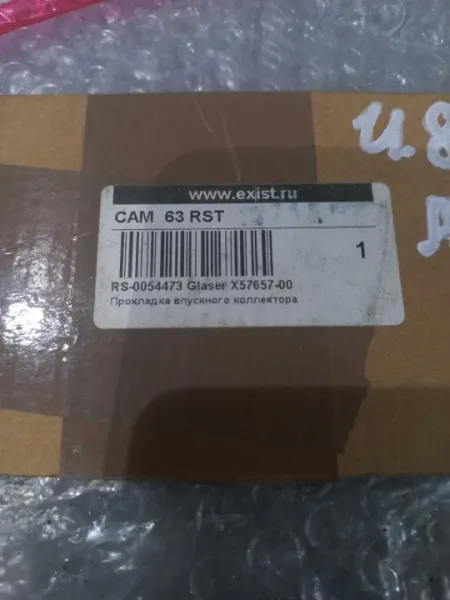 www.exist.ru
CAM 63 RST
1
RS-0054473 Glaser X57657-00
Прокладка впускного коллектора